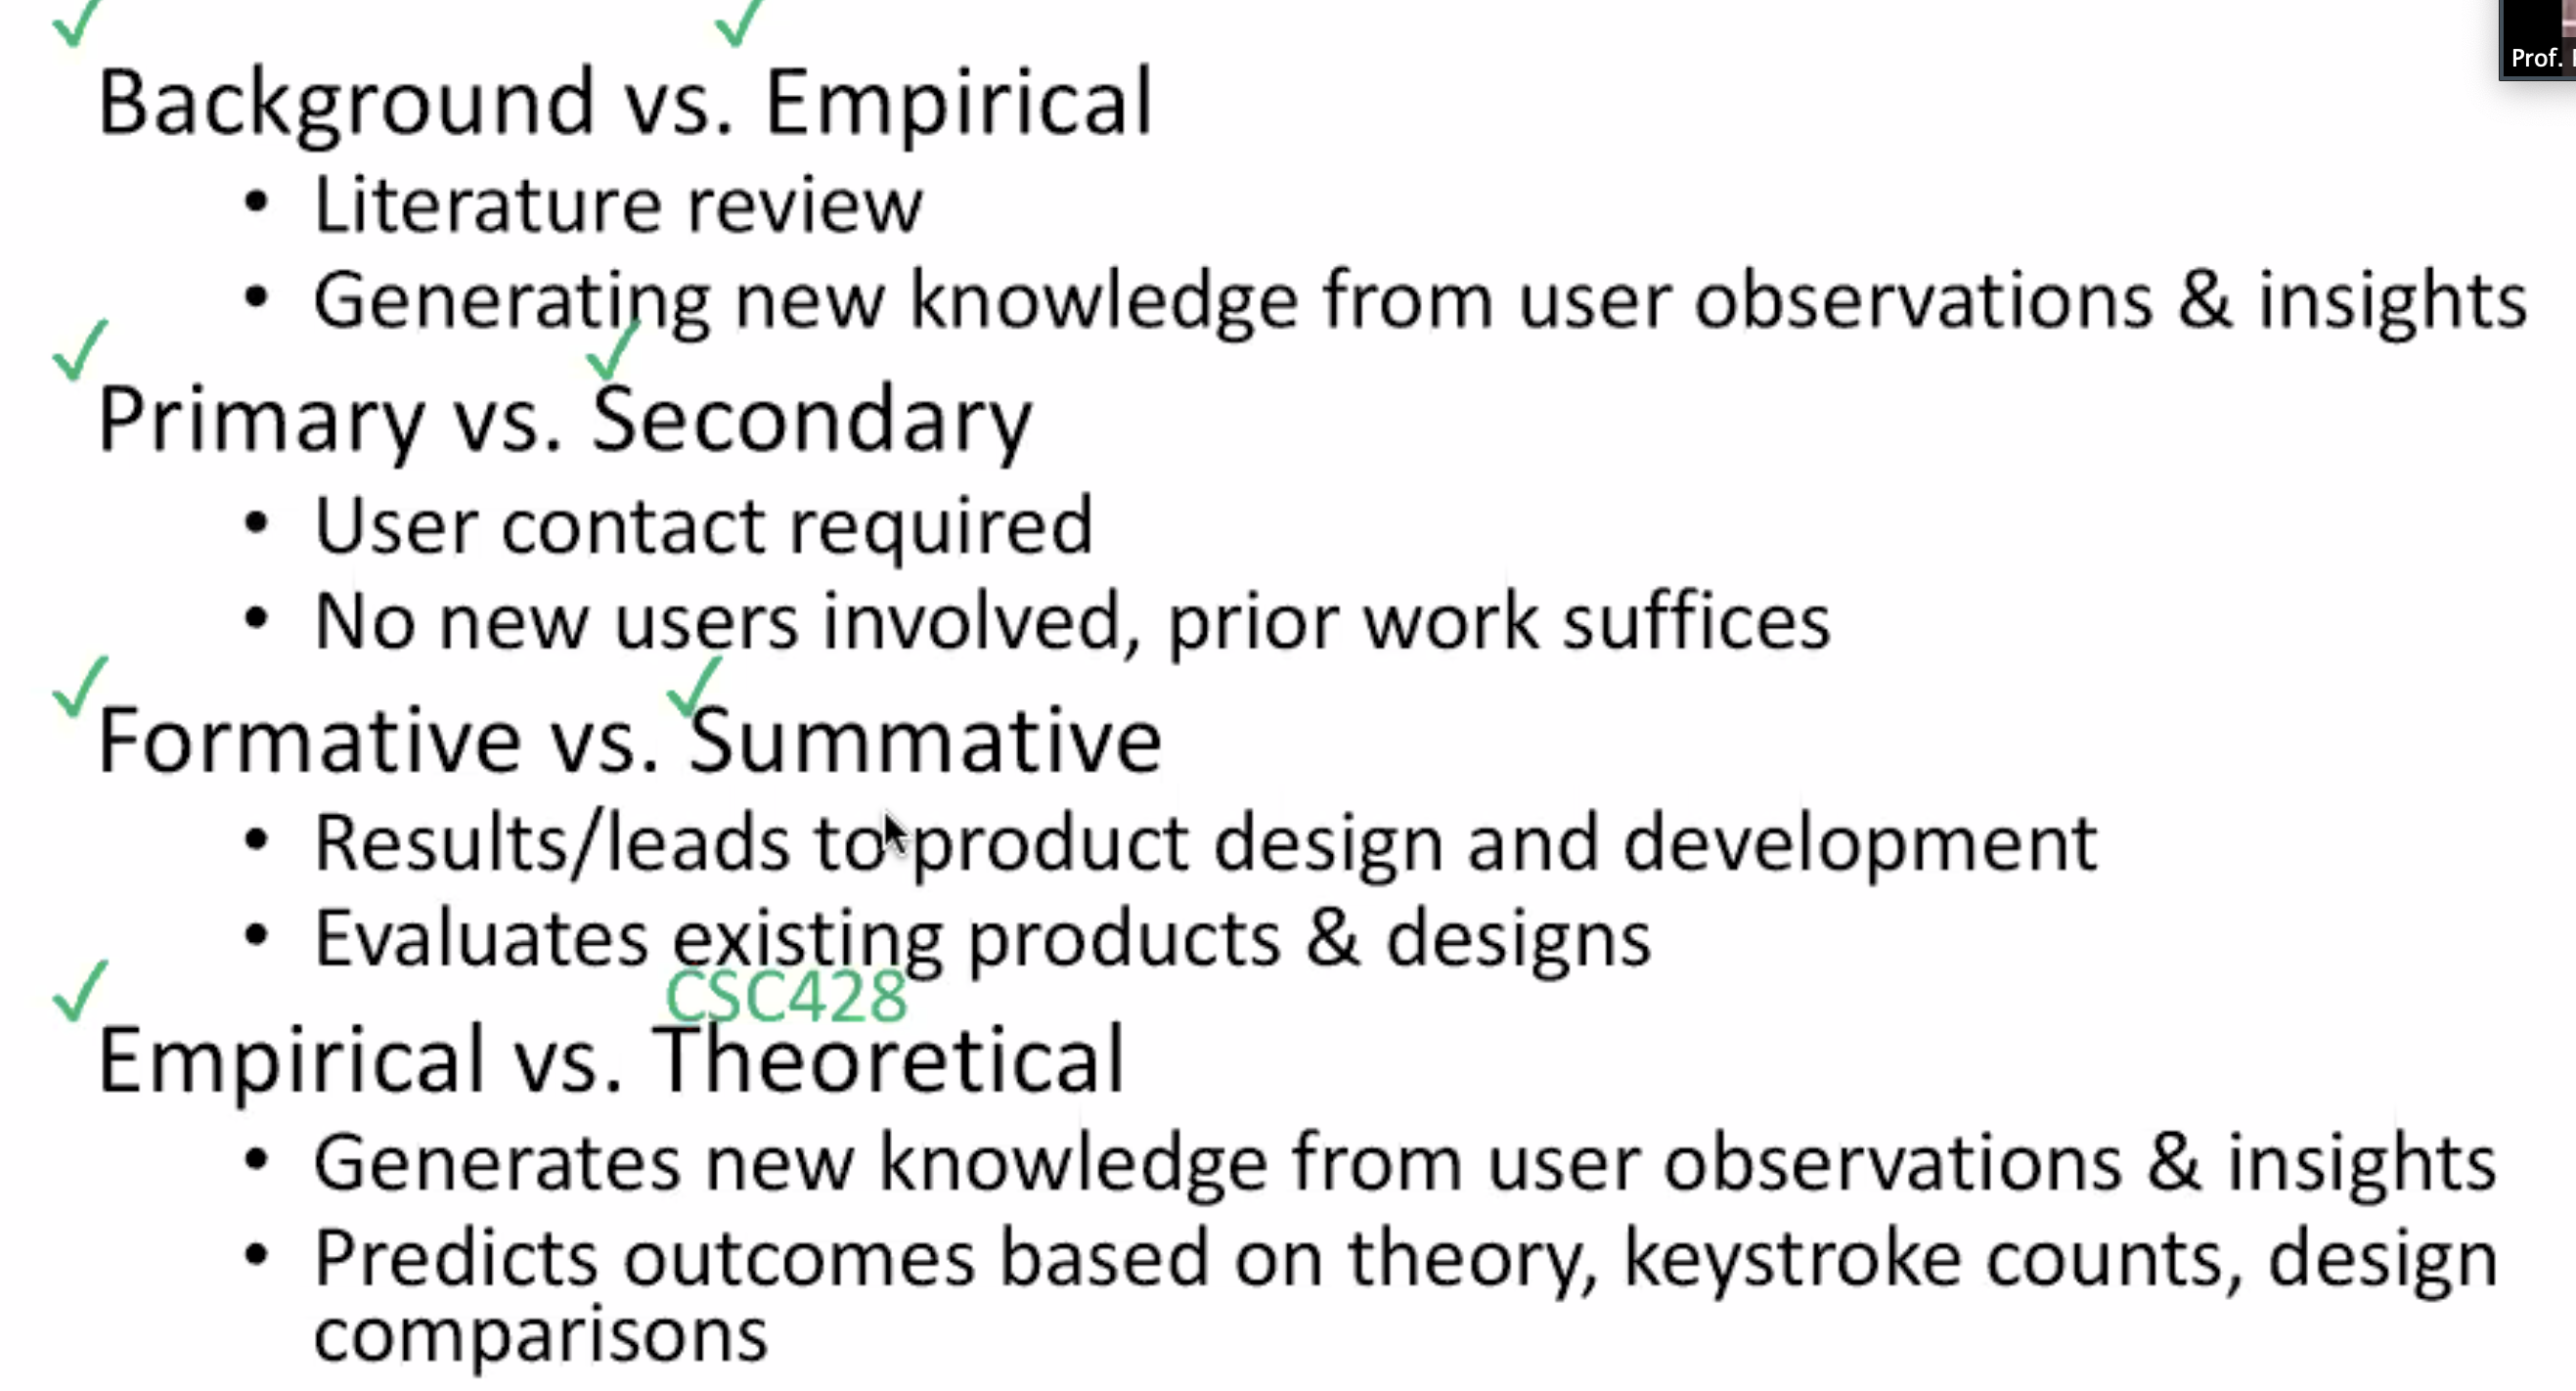 Prof.
Background vs. Empirical
• Literature review
• Generating new knowledge from user observations & insights
Primary vs. Secondary
• User contact required
• No new users involved, prior work suffices
Formative vs. Summative
• Results/leads to product design and development
• Evaluates existing products & designs
CSC428
Empirical vs. Theoretical
• Generates new knowledge from user observations & insights
• Predicts outcomes based on theory, keystroke counts, design
comparisons